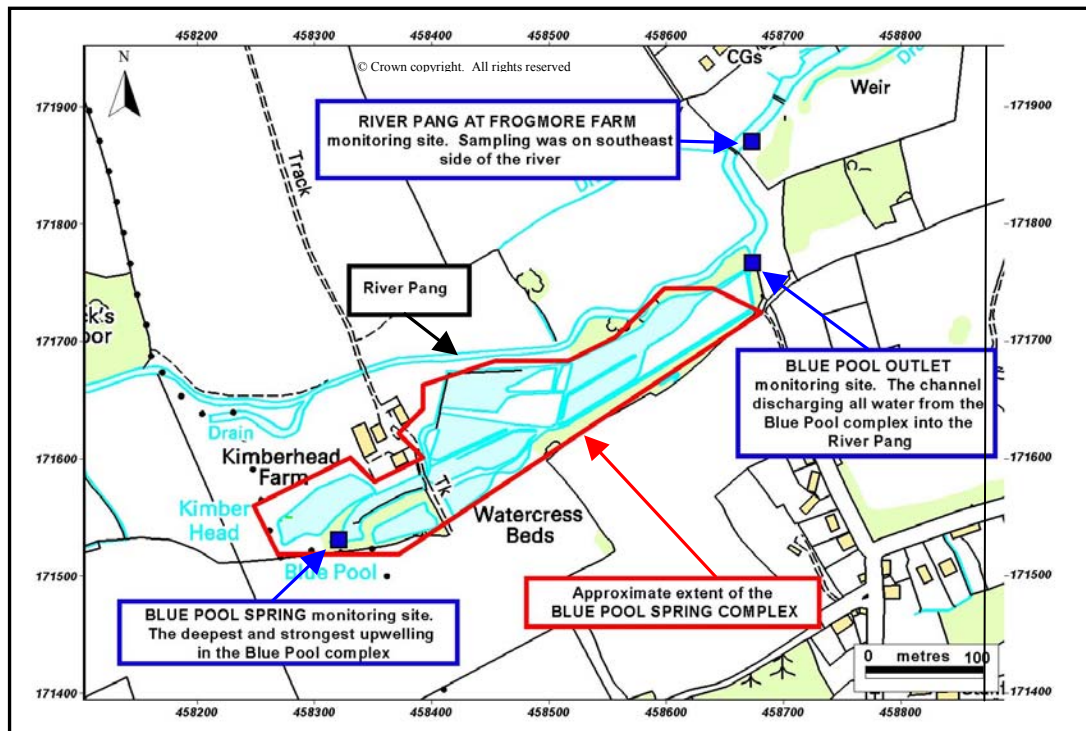 458200 458300 458400 458500 458600 458700 458800
N
© Crown copyright. All rights reserved
CGs
Weir
171900
171900
RIVER PANG AT FROGMORE FARM
monitoring site. Sampling was on southeast
side of the river
Track
171800
171800
River Pang
171700
171700
BLUE POOL OUTLET
monitoring site. The channel
discharging all water from the
Blue Pool complex into the
River Pang
Drain
171600
171600
Kimberhead
Farm
Tk
Kimber
Head
Watercress
Beds
171500
171500
Blue Pool
Approximate extent of the
BLUE POOL SPRING COMPLEX
BLUE POOL SPRING monitoring site.
The deepest and strongest upwelling
in the Blue Pool complex
0 metres 100
171400
171400
458200 458300 458400 458500 458600 458700 458800